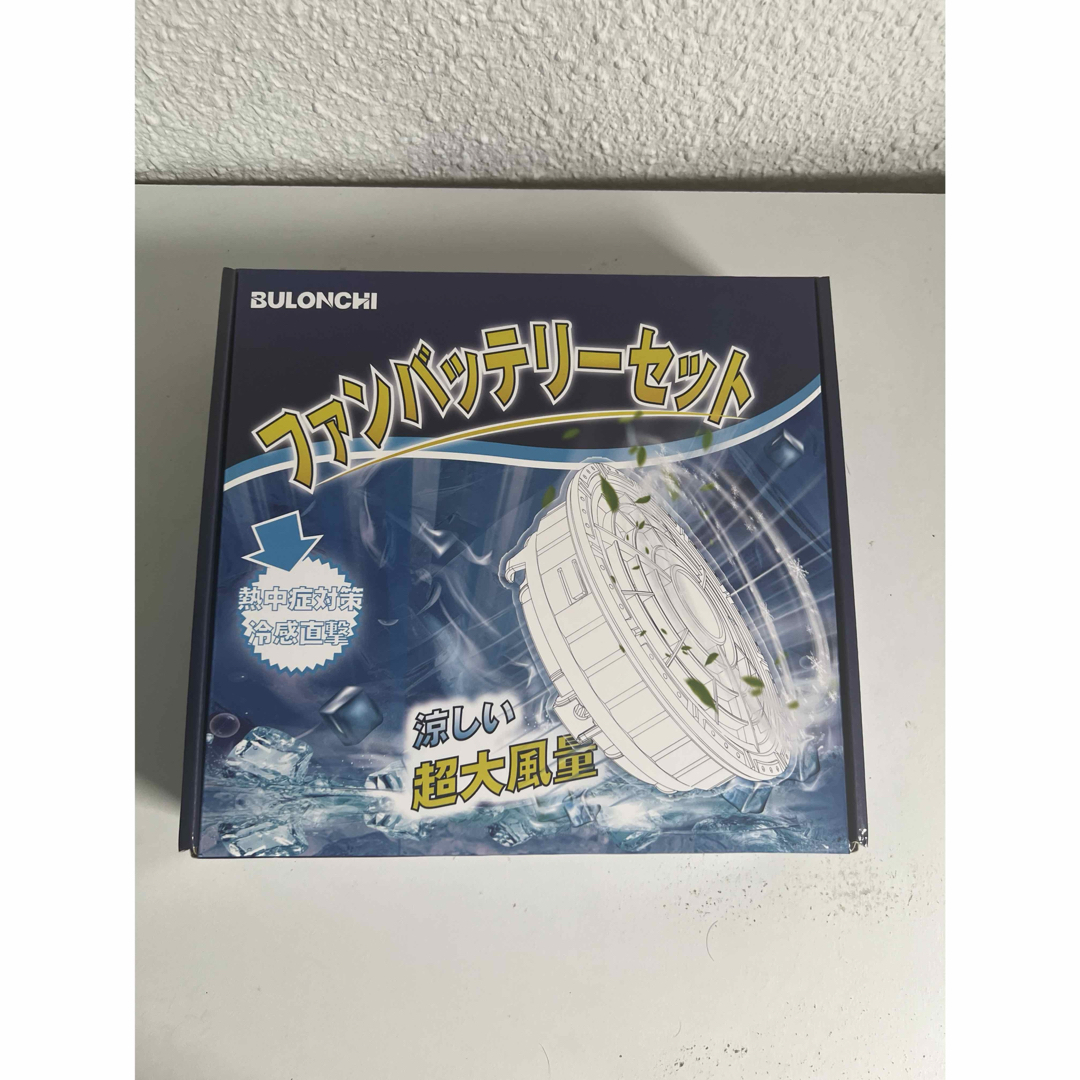 BULONCHI
ファンバッテリーセット
熱中症対策
冷感直撃
涼しい
超大風量